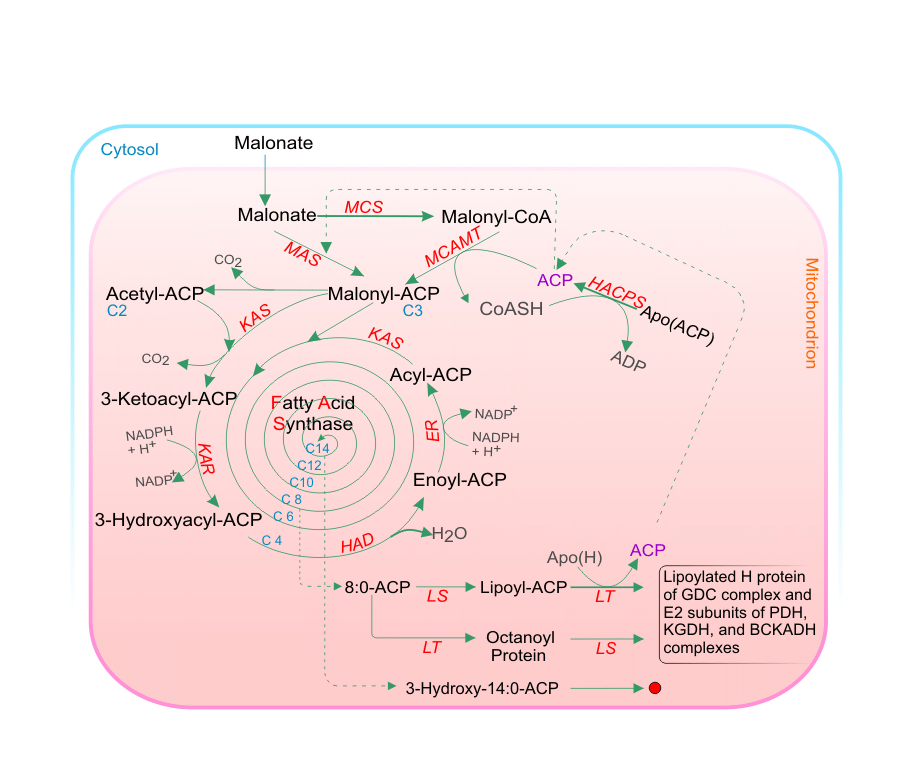 Cytosol
Malonate
Malonate
MCS
Malonyl-CoA
MAS
MCAMT
CO2
ACP
HACPS
Mitochondrion
Acetyl-ACP
C2
Malonyl-ACP
C3
CoASH
Apo(ACP)
KAS
KAS
ADP
CO2
Acyl-ACP
3-Ketoacyl-ACP
Fatty Acid
Synthase
NADP+
ER
NADPH
+ H+
NADPH
+ H+
KAR
C14
C12
NADP+
C10
Enoyl-ACP
C 8
3-Hydroxyacyl-ACP
C 6
C 4
HAD
H2O
Apo(H)
ACP
8:0-ACP
LS
Lipoyl-ACP
LT
Lipoylated H protein
of GDC complex and
E2 subunits of PDH,
KGDH, and BCKADH
complexes
LT
Octanoyl
Protein
LS
3-Hydroxy-14:0-ACP